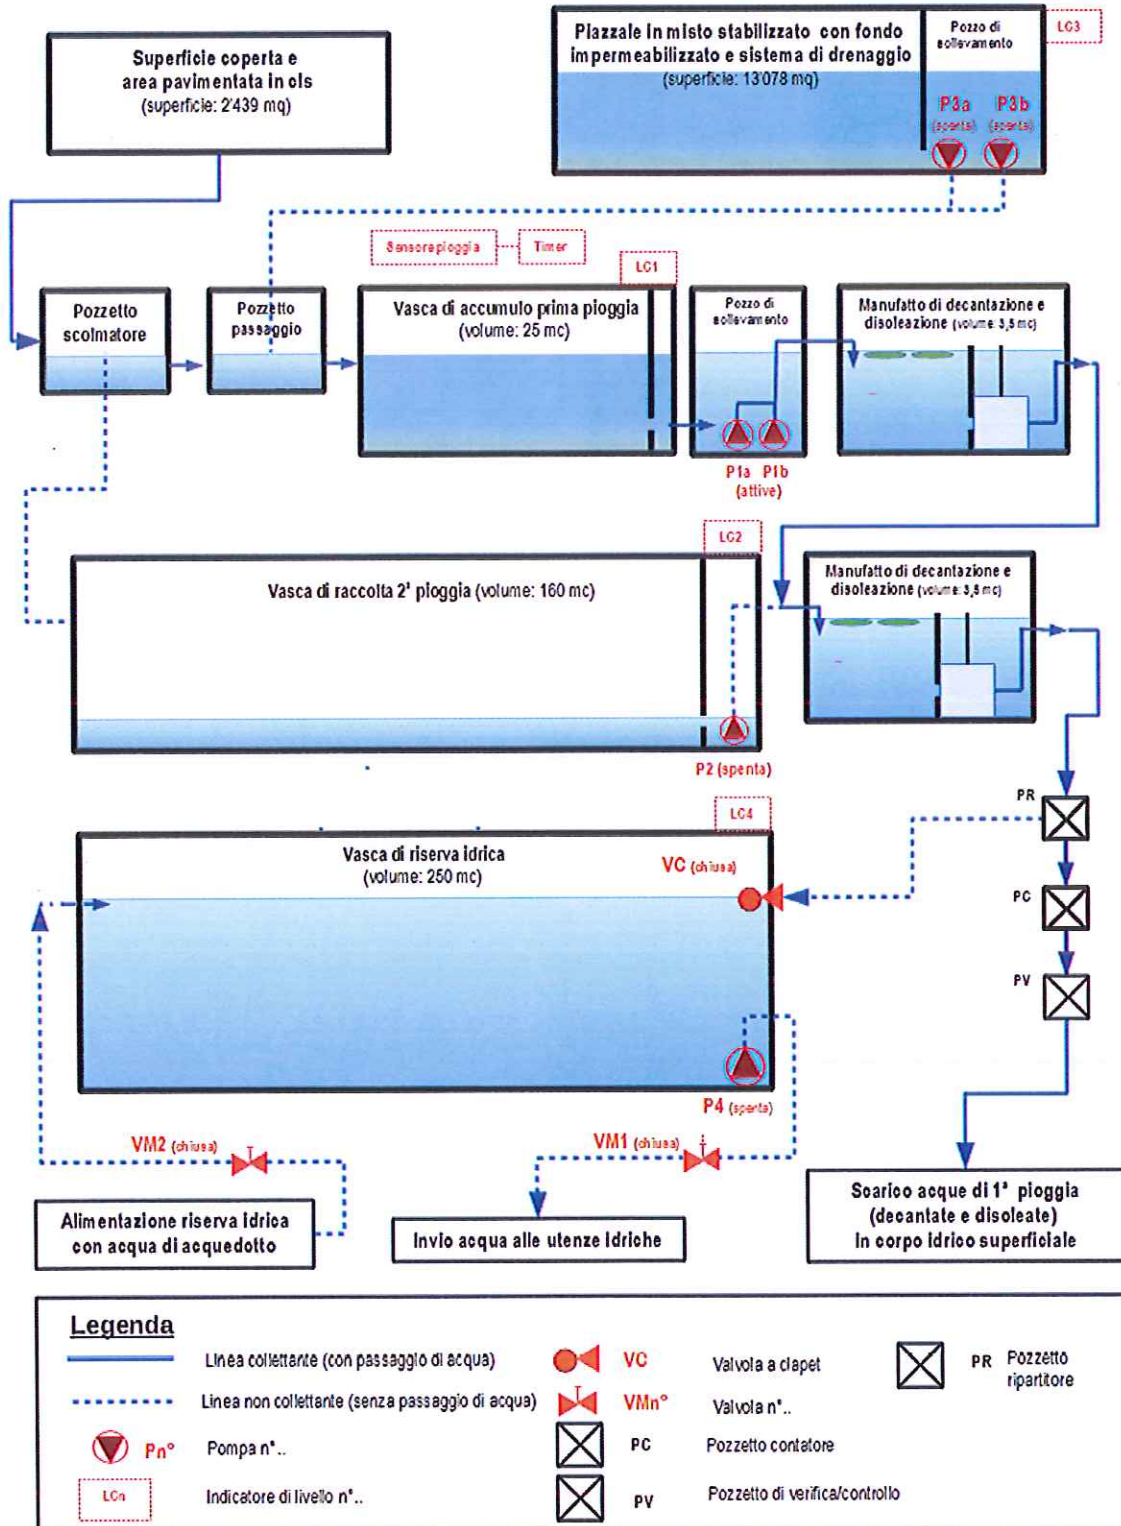 Superficie coperta e
area pavimentata in cls
(superficie: 2'439 mq)
Piazzale in misto stabilizzato con fondo
impermeabilizzato e sistema di drenaggio
(superficie: 13'078 mq)
Pozzo di
sollevamento
LC3
P3a
(spenta)
P3b
(spenta)
Sensore pioggia
Timer
LC1
Pozzetto
scolmatore
Pozzetto
passaggio
Vasca di accumulo prima pioggia
(volume: 25 mc)
Pozzo di
sollevamento
P1a P1b
(attive)
Manufatto di decantazione e
disoleazione (volume: 3,5 mc)
LC2
Vasca di raccolta 2ª pioggia (volume: 160 mc)
P2 (spenta)
Manufatto di decantazione e
disoleazione (volume: 3,5 mc)
PR
PC
PV
LC4
Vasca di riserva idrica
(volume: 250 mc)
VC (chiusa)
P4 (spenta)
VM2 (chiusa)
VM1 (chiusa)
Alimentazione riserva idrica
con acqua di acquedotto
Invio acqua alle utenze idriche
Scarico acque di 1ª pioggia
(decantate e disoleate)
In corpo idrico superficiale
Legenda
Linea collettante (con passaggio di acqua)
Linea non collettante (senza passaggio di acqua)
Pn° Pompa n°..
LCn Indicatore di livello n°..
VC Valvola a clapet
VMn° Valvola n°..
PC Pozzetto contatore
PV Pozzetto di verifica/controllo
PR Pozzetto
ripartitore